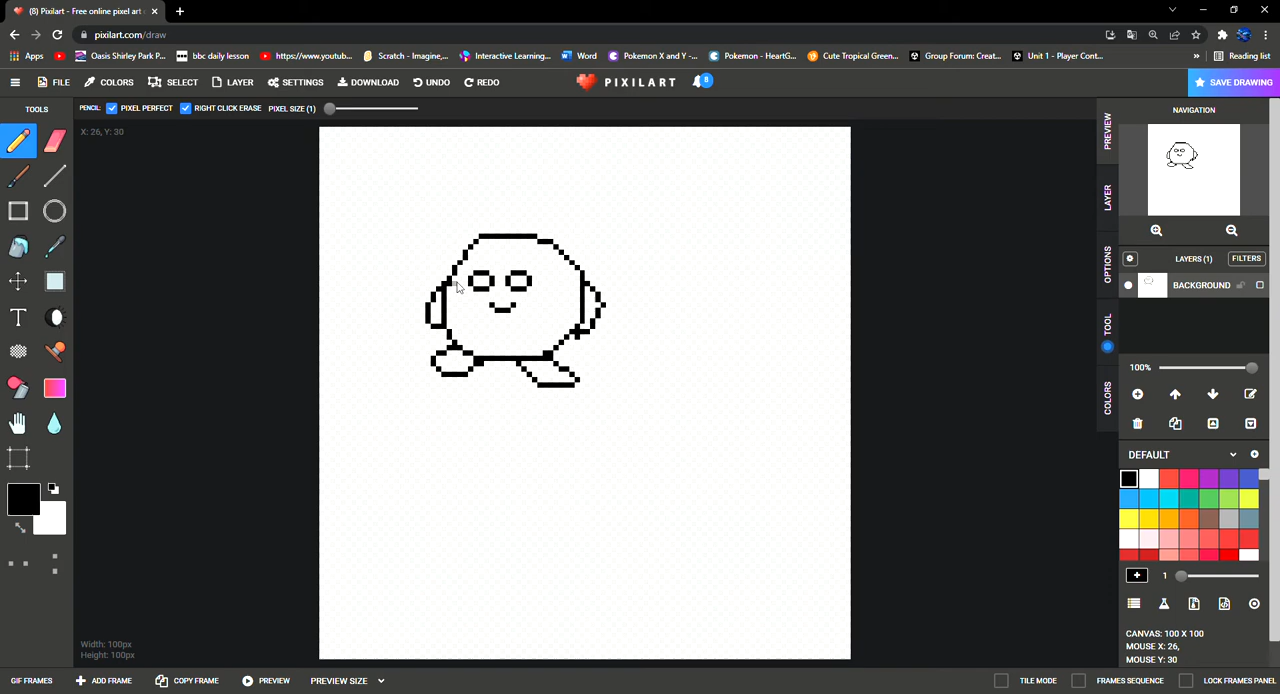 (8) Pixilart - Free online pixel art
pixilart.com/draw
Apps
Oasis Shirley Park P...
bbc daily lesson
https://www.youtub...
Scratch - Imagine,...
Interactive Learning...
Word
Pokemon X and Y -...
Pokemon - HeartG...
Cute Tropical Green...
Group Forum: Creat...
Unit 1 - Player Cont...
»
Reading list
FILE
COLORS
SELECT
LAYER
SETTINGS
DOWNLOAD
UNDO
REDO
PIXILART
8
SAVE DRAWING
TOOLS
PENCIL:
PIXEL PERFECT
RIGHT CLICK ERASE
PIXEL SIZE (1)
X: 26, Y: 30
PREVIEW
LAYER
OPTIONS
TOOL
COLORS
NAVIGATION
LAYERS (1)
FILTERS
BACKGROUND
100%
DEFAULT
1
CANVAS: 100 X 100
MOUSE X: 26,
MOUSE Y: 30
Width: 100px
Height: 100px
GIF FRAMES
ADD FRAME
COPY FRAME
PREVIEW
PREVIEW SIZE
TILE MODE
FRAMES SEQUENCE
LOCK FRAMES PANEL